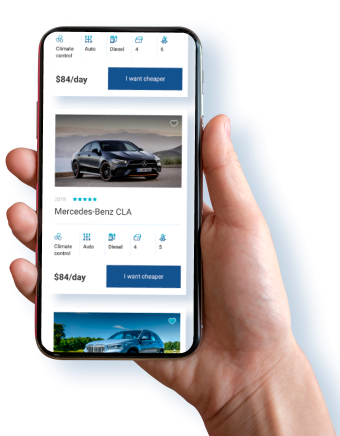 Climate control Auto Diesel 4 5
$84/day I want cheaper
2019
Mercedes-Benz CLA
Climate control Auto Diesel 4 5
$84/day I want cheaper